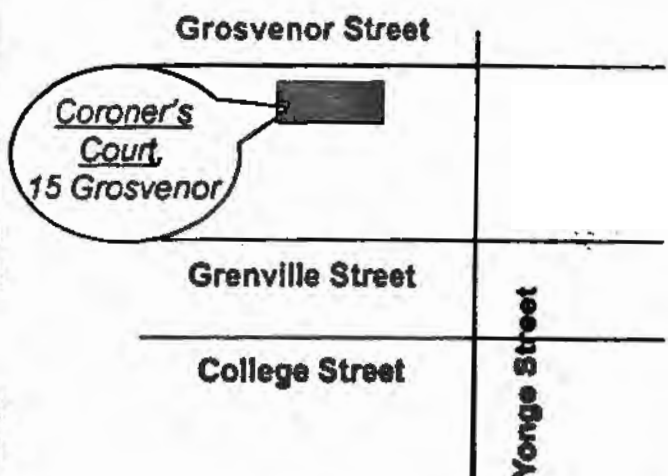 Grosvenor Street
Coroner's
Court,
15 Grosvenor
Grenville Street
College Street
Yonge Street